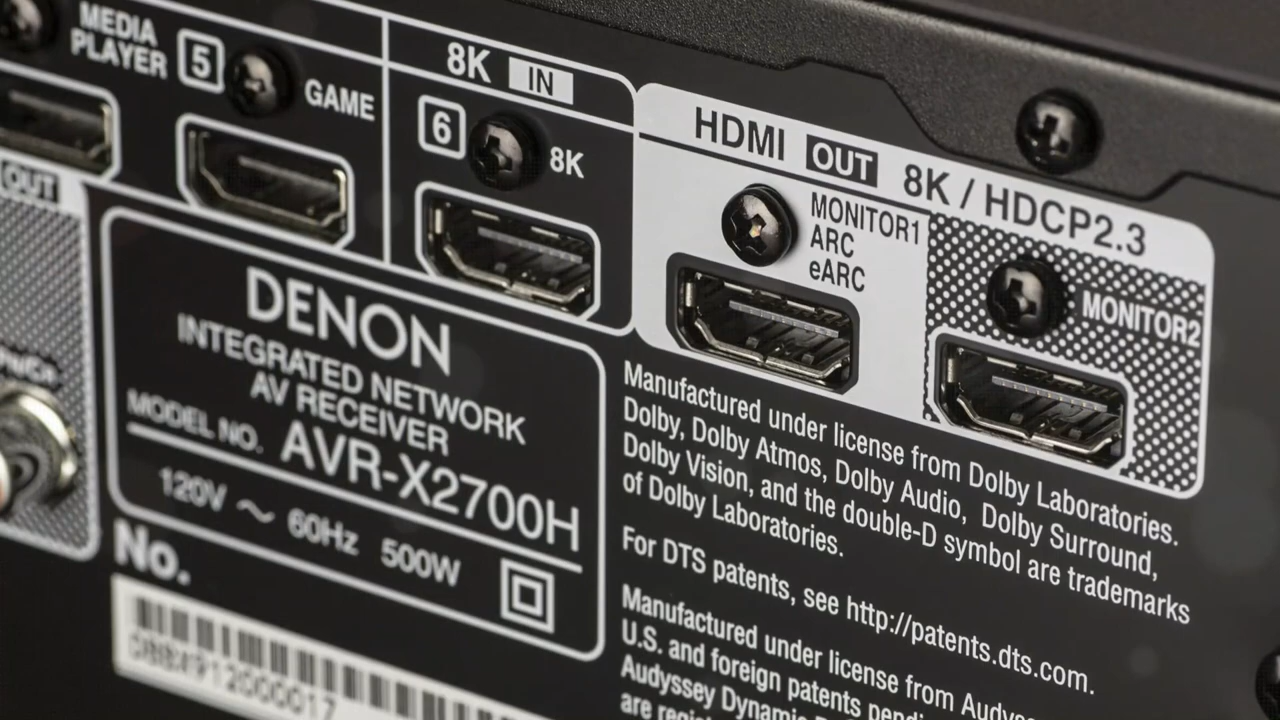 MEDIA
PLAYER
5
GAME
8K IN
6
8K
HDMI OUT 8K / HDCP2.3
MONITOR1
ARC
eARC
MONITOR2
OUT
DENON
INTEGRATED NETWORK
AV RECEIVER
MODEL NO. AVR-X2700H
120V ~ 60Hz 500W
No.
Manufactured under license from Dolby Laboratories.
Dolby, Dolby Atmos, Dolby Audio, Dolby Surround,
Dolby Vision, and the double-D symbol are trademarks
of Dolby Laboratories.
For DTS patents, see http://patents.dts.com.
Manufactured under license from
U.S. and foreign patents
Audyssey Dynamic
are